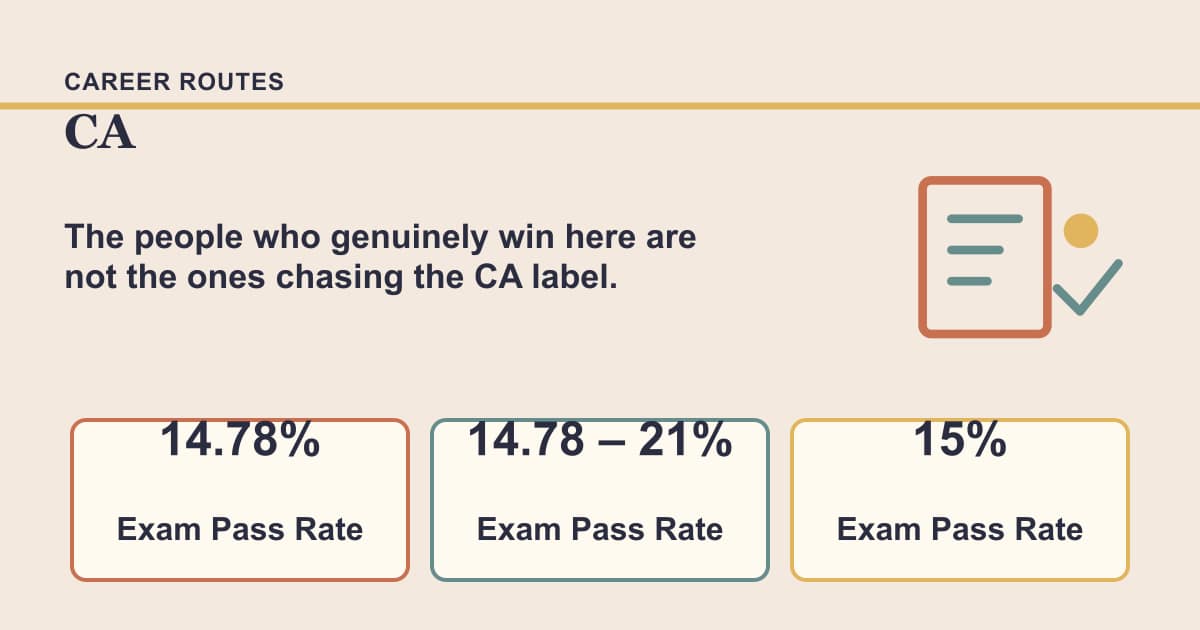 CAREER ROUTES
CA
The people who genuinely win here are
not the ones chasing the CA label.
14.78%
Exam Pass Rate
14.78 – 21%
Exam Pass Rate
15%
Exam Pass Rate